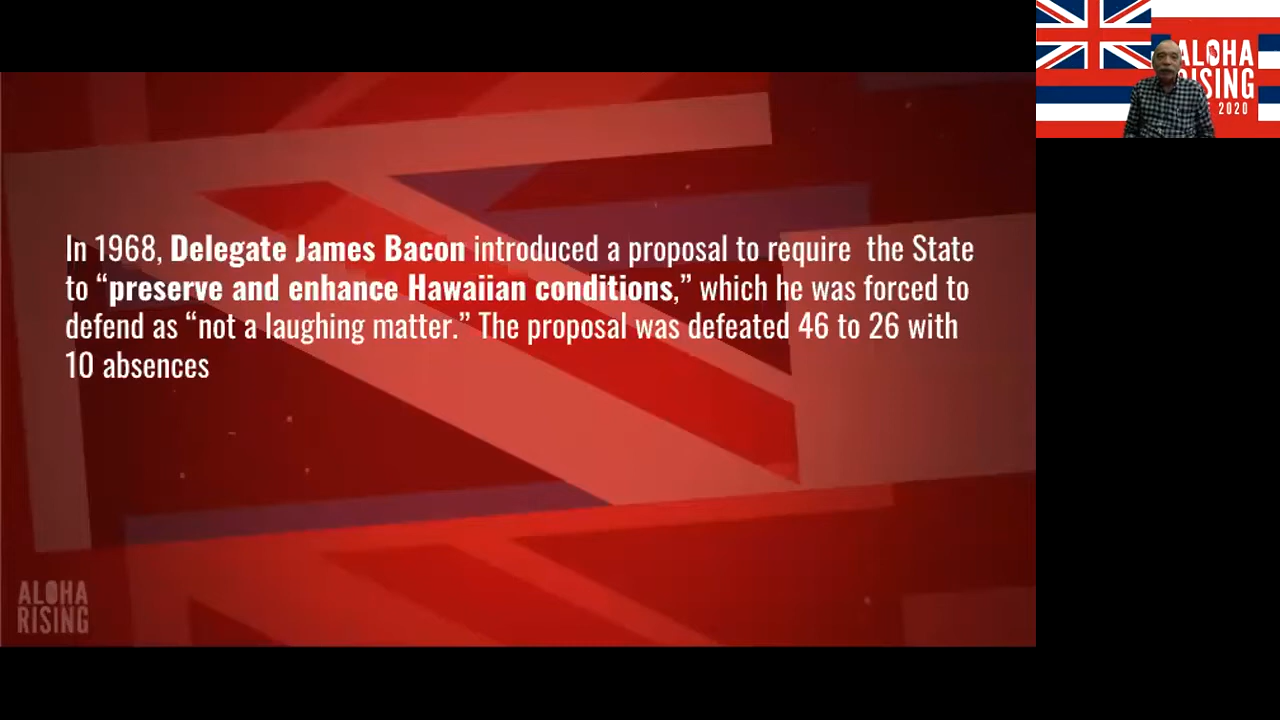 In 1968, Delegate James Bacon introduced a proposal to require the State
to “preserve and enhance Hawaiian conditions,” which he was forced to
defend as “not a laughing matter.” The proposal was defeated 46 to 26 with
10 absences
ALOHA
RISING
ALOHA
RISING
2020